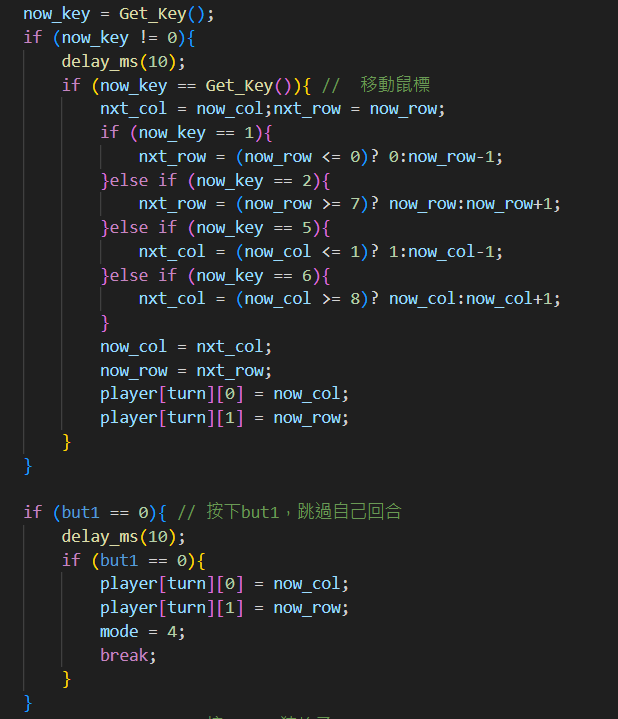 now_key = Get_Key();
if (now_key != 0){
    delay_ms(10);
    if (now_key == Get_Key()){ //  移動鼠標
        nxt_col = now_col;nxt_row = now_row;
        if (now_key == 1){
            nxt_row = (now_row <= 0)? 0:now_row-1;
        }else if (now_key == 2){
            nxt_row = (now_row >= 7)? now_row:now_row+1;
        }else if (now_key == 5){
            nxt_col = (now_col <= 1)? 1:now_col-1;
        }else if (now_key == 6){
            nxt_col = (now_col >= 8)? now_col:now_col+1;
        }
        now_col = nxt_col;
        now_row = nxt_row;
        player[turn][0] = now_col;
        player[turn][1] = now_row;
    }
}
if (but1 == 0){ // 按下but1，跳過自己回合
    delay_ms(10);
    if (but1 == 0){
        player[turn][0] = now_col;
        player[turn][1] = now_row;
        mode = 4;
        break;
    }
}